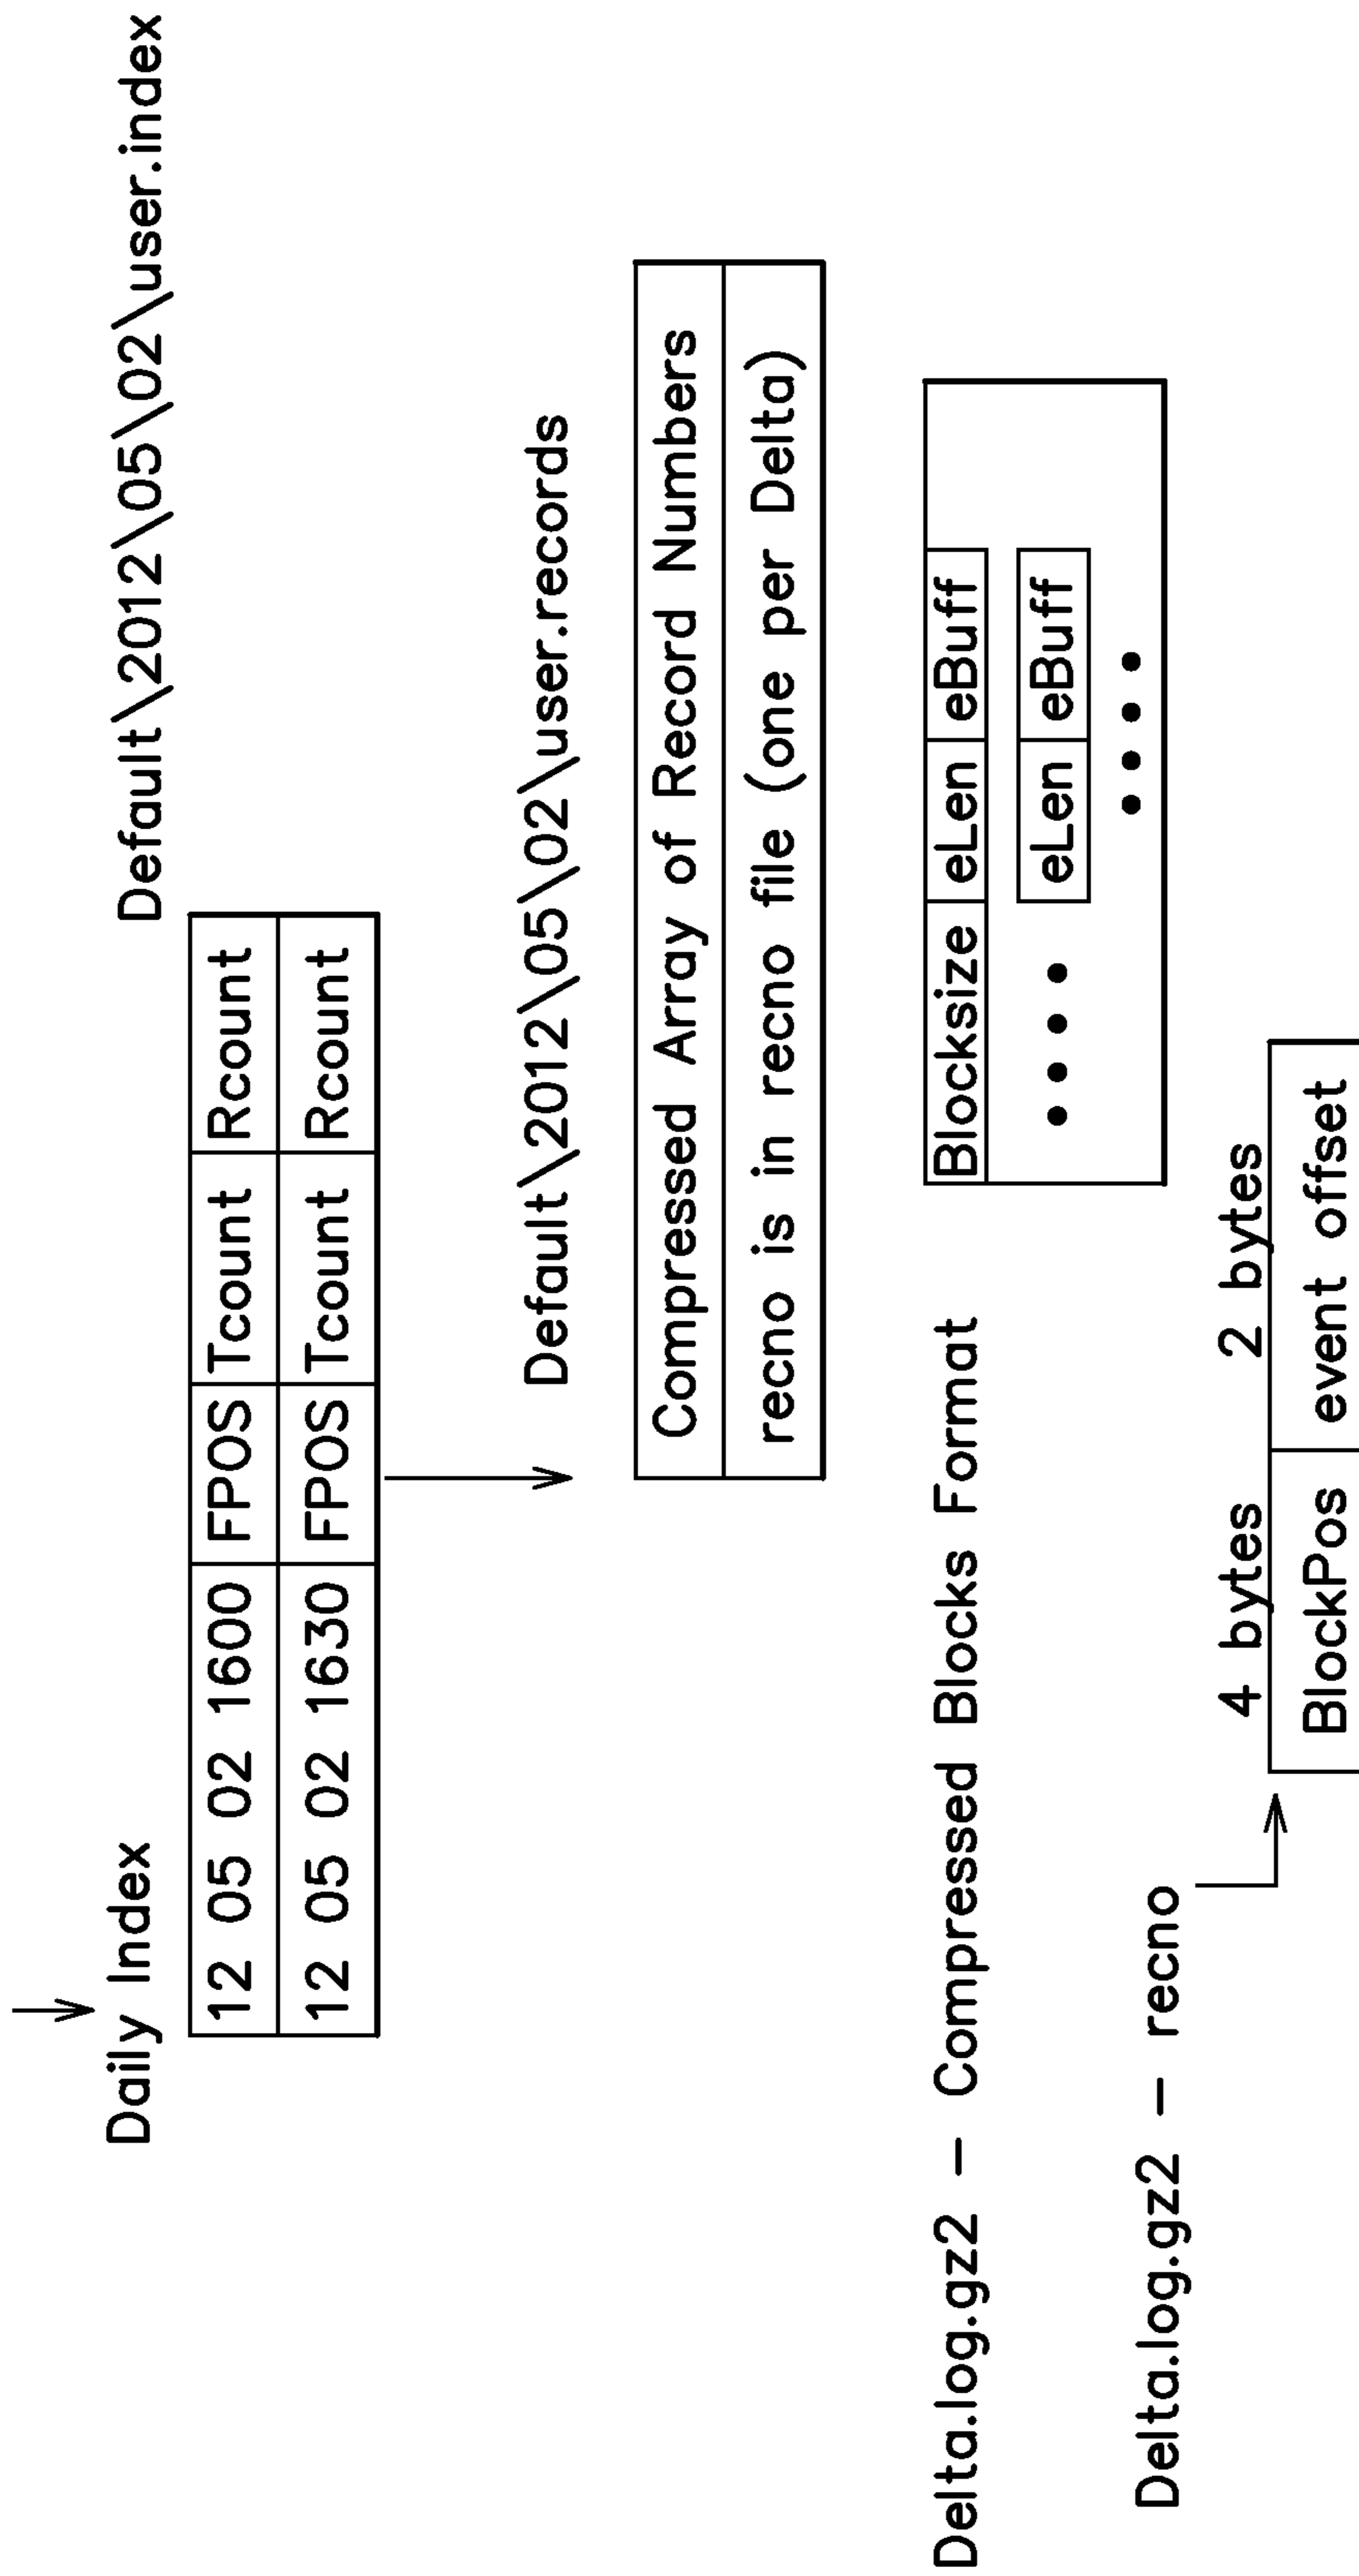 Default\2012\05\02\user.index
Daily Index
12 05 02 1600 FPOS Tcount Rcount
12 05 02 1630 FPOS Tcount Rcount
Default\2012\05\02\user.records
Compressed Array of Record Numbers
recno is in recno file (one per Delta)
Delta.log.gz2 – Compressed Blocks Format
Blocksize eLen eBuff
eLen eBuff
Delta.log.gz2 – recno
4 bytes 2 bytes
BlockPos event offset